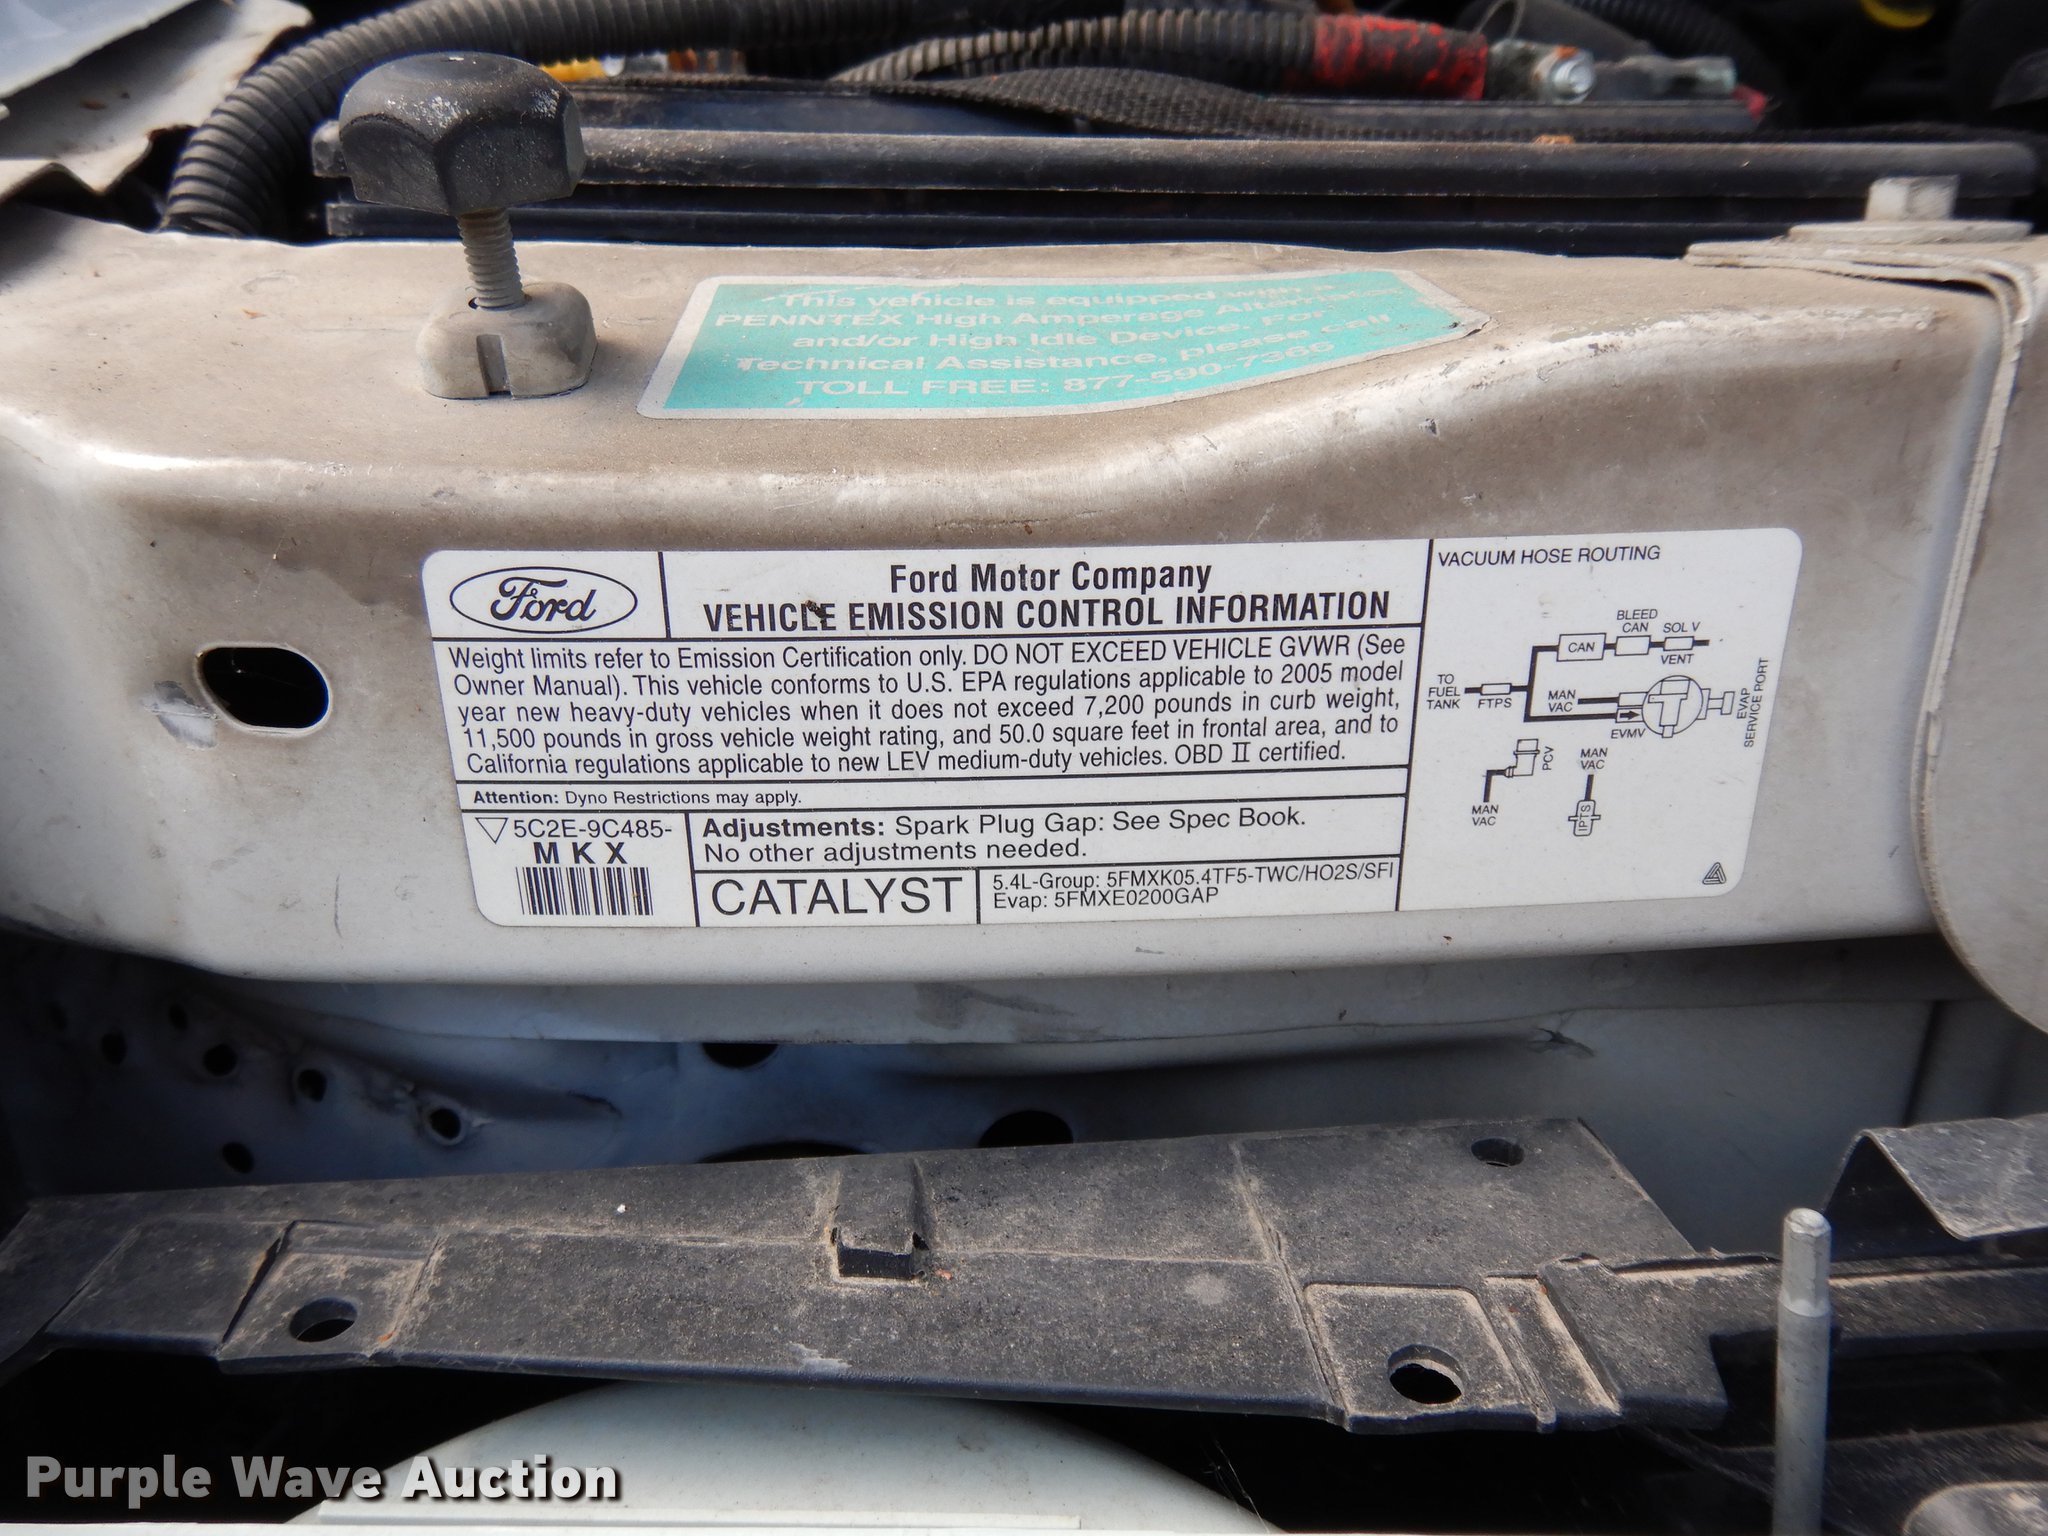 This vehicle is equipped with a
PENNTEX High Amperage Alternator
and/or High Idle Device. For
Technical Assistance, please call
TOLL FREE: 877-590-7366
Ford
Ford Motor Company
VEHICLE EMISSION CONTROL INFORMATION
Weight limits refer to Emission Certification only. DO NOT EXCEED VEHICLE GVWR (See
Owner Manual). This vehicle conforms to U.S. EPA regulations applicable to 2005 model
year new heavy-duty vehicles when it does not exceed 7,200 pounds in curb weight,
11,500 pounds in gross vehicle weight rating, and 50.0 square feet in frontal area, and to
California regulations applicable to new LEV medium-duty vehicles. OBD II certified.
Attention: Dyno Restrictions may apply.
5C2E-9C485-
MKX
Adjustments: Spark Plug Gap: See Spec Book.
No other adjustments needed.
CATALYST
5.4L-Group: 5FMXK05.4TF5-TWC/HO2S/SFI
Evap: 5FMXE0200GAP
VACUUM HOSE ROUTING
BLEED
CAN
SOL V
CAN
VENT
TO
FUEL
TANK
FTPS
MAN
VAC
EVMV
EVAP
SERVICE PORT
PCV
MAN
VAC
MAN
VAC
IPTS
Purple Wave Auction